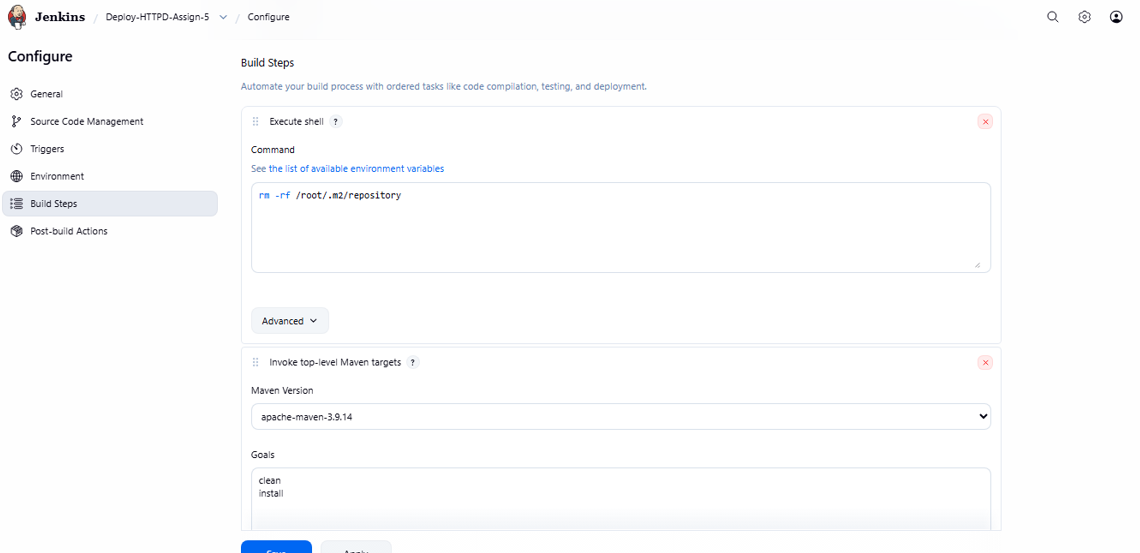 Jenkins / Deploy-HTTPD-Assign-5 / Configure
Configure
General
Source Code Management
Triggers
Environment
Build Steps
Post-build Actions
Build Steps
Automate your build process with ordered tasks like code compilation, testing, and deployment.
Execute shell ?
Command
See the list of available environment variables
rm -rf /root/.m2/repository
Advanced
Invoke top-level Maven targets ?
Maven Version
apache-maven-3.9.14
Goals
clean
install
Save Apply